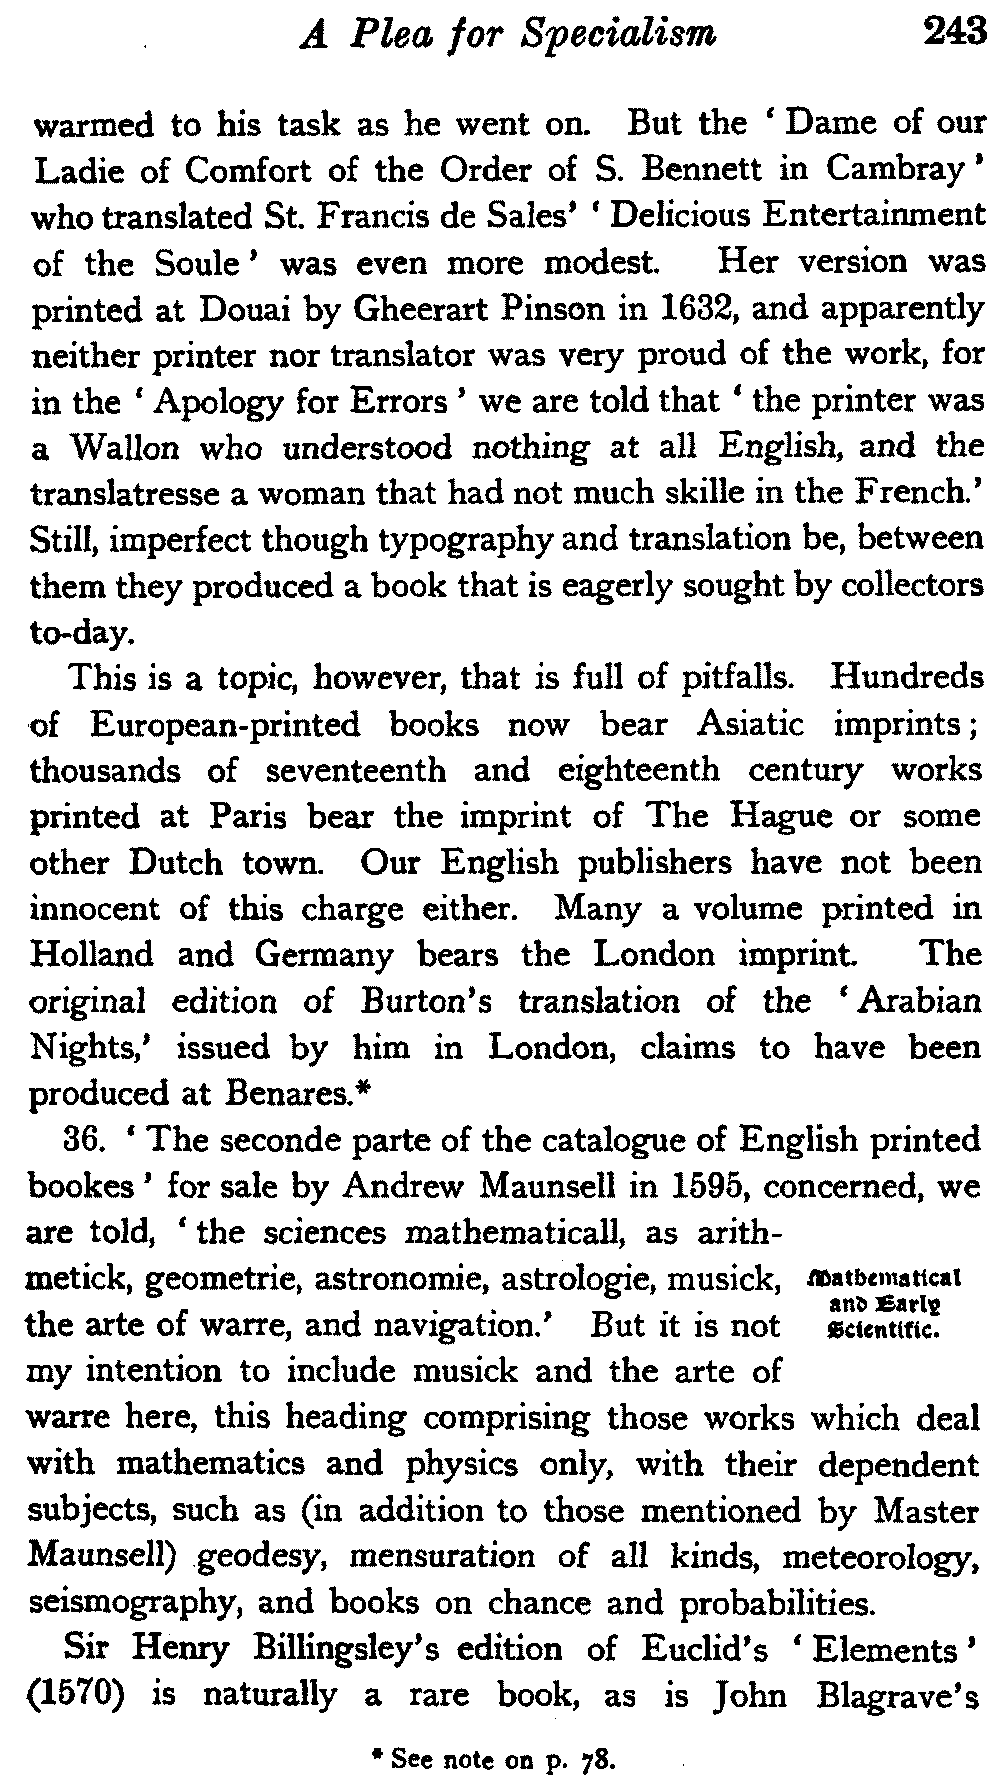 A Plea for Specialism 243
warmed to his task as he went on. But the ‘ Dame of our
Ladie of Comfort of the Order of S. Bennett in Cambray ’
who translated St. Francis de Sales’ ‘ Delicious Entertainment
of the Soule ’ was even more modest. Her version was
printed at Douai by Gheerart Pinson in 1632, and apparently
neither printer nor translator was very proud of the work, for
in the ‘ Apology for Errors ’ we are told that ‘ the printer was
a Wallon who understood nothing at all English, and the
translatresse a woman that had not much skille in the French.’
Still, imperfect though typography and translation be, between
them they produced a book that is eagerly sought by collectors
to-day.
This is a topic, however, that is full of pitfalls. Hundreds
of European-printed books now bear Asiatic imprints ;
thousands of seventeenth and eighteenth century works
printed at Paris bear the imprint of The Hague or some
other Dutch town. Our English publishers have not been
innocent of this charge either. Many a volume printed in
Holland and Germany bears the London imprint. The
original edition of Burton’s translation of the ‘ Arabian
Nights,’ issued by him in London, claims to have been
produced at Benares.*
36. ‘ The seconde parte of the catalogue of English printed
bookes ’ for sale by Andrew Maunsell in 1595, concerned, we
are told, ‘ the sciences mathematicall, as arith-
metick, geometrie, astronomie, astrologie, musick,
the arte of warre, and navigation.’ But it is not
my intention to include musick and the arte of
Mathematical
and Early
Scientific.
warre here, this heading comprising those works which deal
with mathematics and physics only, with their dependent
subjects, such as (in addition to those mentioned by Master
Maunsell) geodesy, mensuration of all kinds, meteorology,
seismography, and books on chance and probabilities.
Sir Henry Billingsley’s edition of Euclid’s ‘ Elements ’
(1570) is naturally a rare book, as is John Blagrave’s
* See note on p. 78.